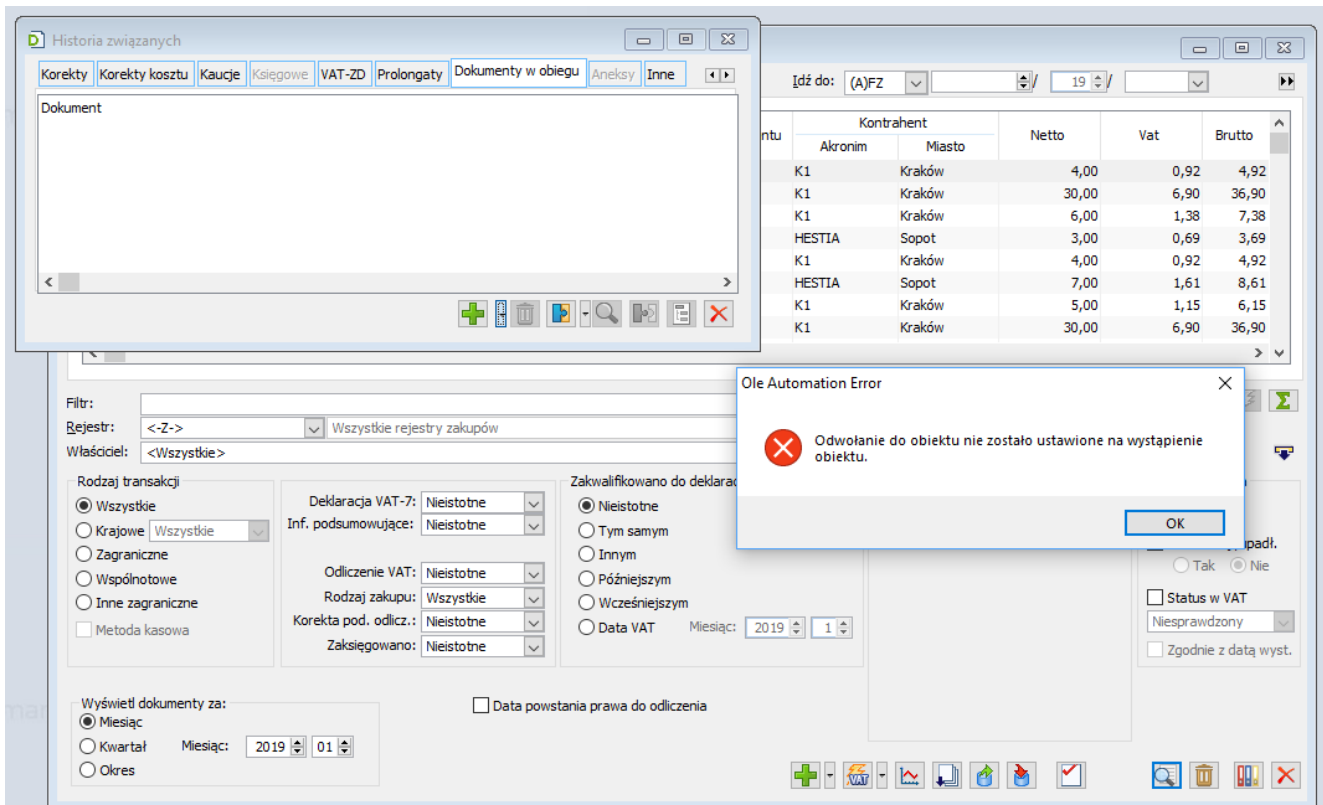 Historia związanych
Korekty Korekty kosztu Kaucje Księgowe VAT-ZD Prolongaty Dokumenty w obiegu Aneksy Inne
Dokument
Idź do: (A)FZ / 19 /
ntu Kontrahent Netto Vat Brutto
Akronim Miasto
K1 Kraków 4,00 0,92 4,92
K1 Kraków 30,00 6,90 36,90
K1 Kraków 6,00 1,38 7,38
HESTIA Sopot 3,00 0,69 3,69
K1 Kraków 4,00 0,92 4,92
HESTIA Sopot 7,00 1,61 8,61
K1 Kraków 5,00 1,15 6,15
K1 Kraków 30,00 6,90 36,90
Ole Automation Error
Odwołanie do obiektu nie zostało ustawione na wystąpienie
obiektu.
OK
Filtr:
Rejestr: <-Z-> Wszystkie rejestry zakupów
Właściciel: <Wszystkie>
Rodzaj transakcji
Wszystkie
Krajowe Wszystkie
Zagraniczne
Wspólnotowe
Inne zagraniczne
Metoda kasowa
Deklaracja VAT-7: Nieistotne
Inf. podsumowujące: Nieistotne
Odliczenie VAT: Nieistotne
Rodzaj zakupu: Wszystkie
Korekta pod. odlicz.: Nieistotne
Zaksięgowano: Nieistotne
Zakwalifikowano do deklarac
Nieistotne
Tym samym
Innym
Późniejszym
Wcześniejszym
Data VAT Miesiąc: 2019 1
Tak Nie
Status w VAT
Niesprawdzony
Zgodnie z datą wyst.
Wyświetl dokumenty za:
Miesiąc
Kwartał Miesiąc: 2019 01
Okres
Data powstania prawa do odliczenia
VAT